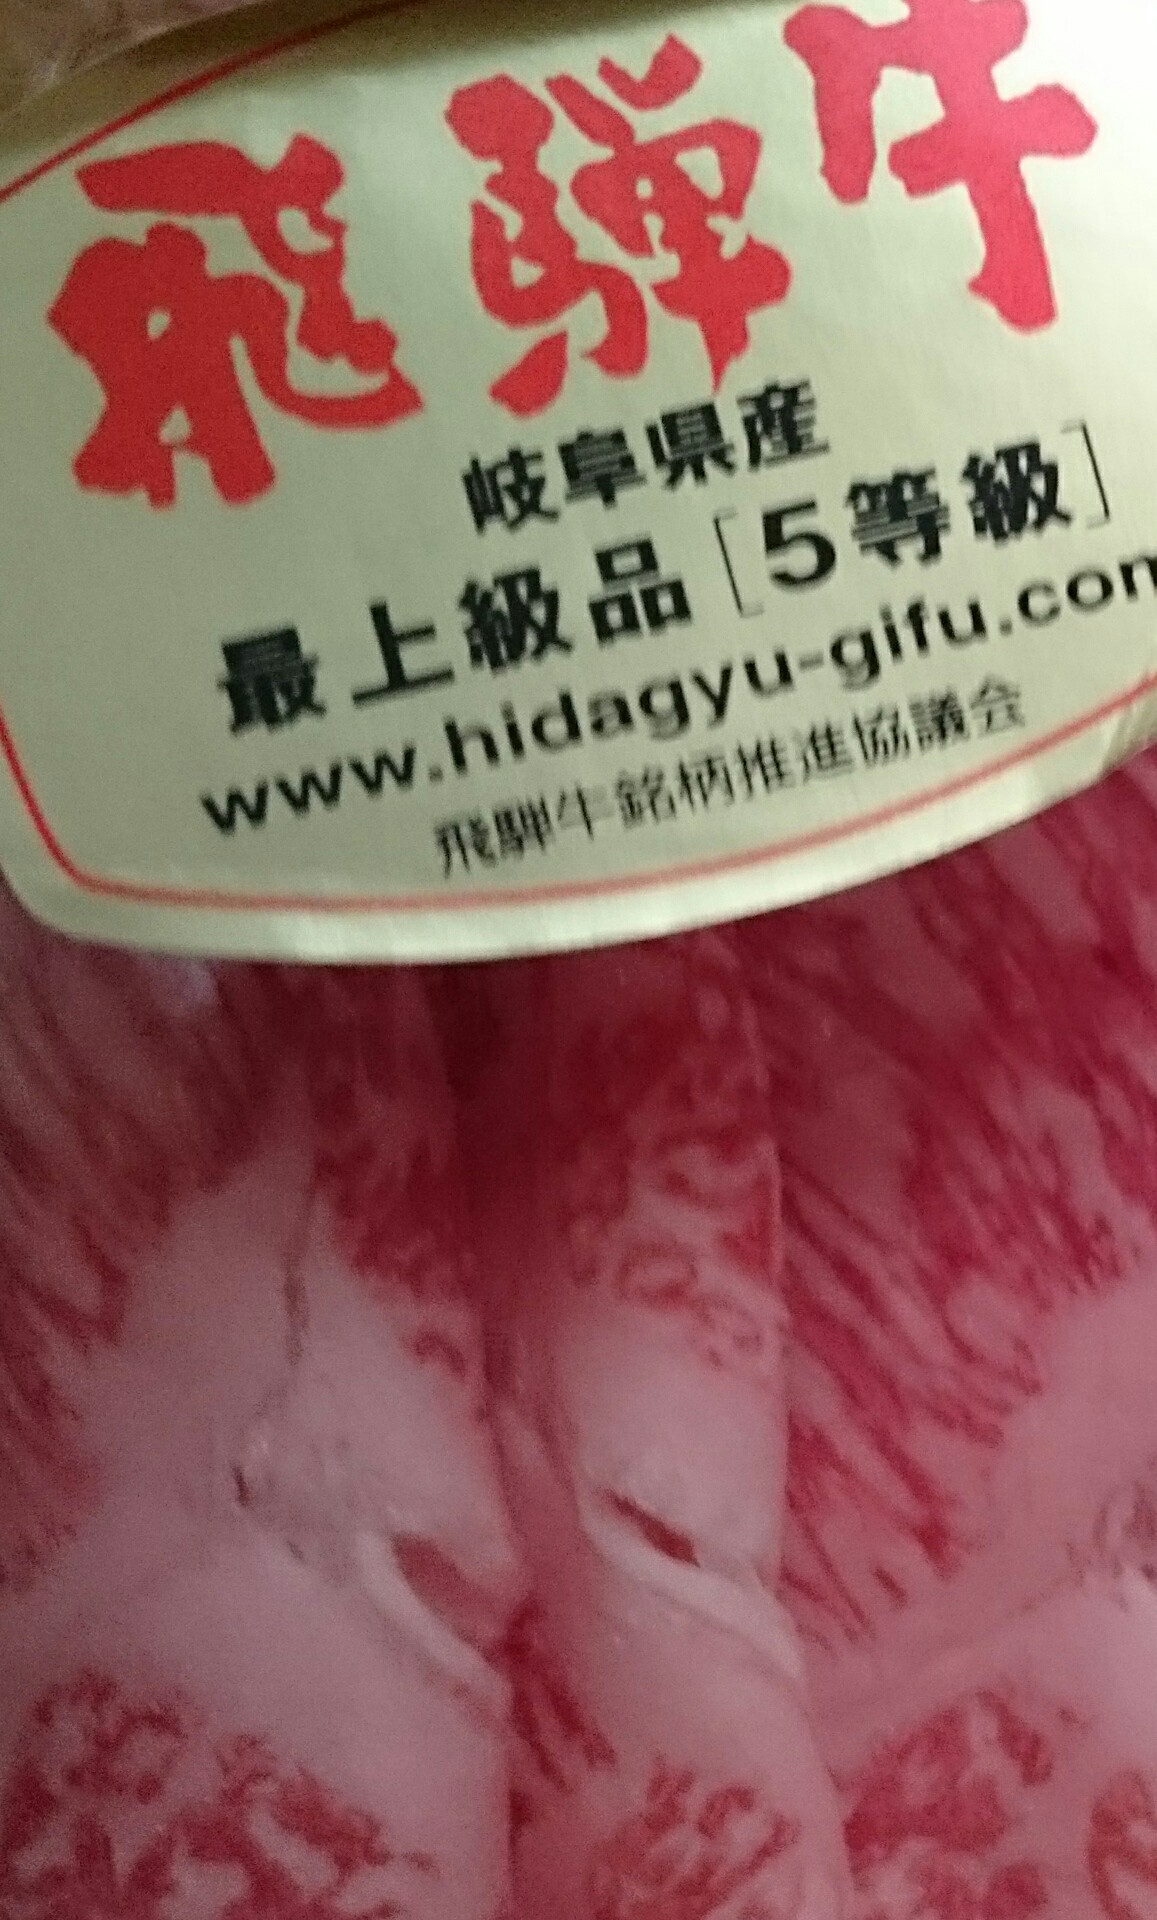 飛騨牛
岐阜県産
最上級品[5等級]
www.hidagyu-gifu.com
飛騨牛銘柄推進協議会